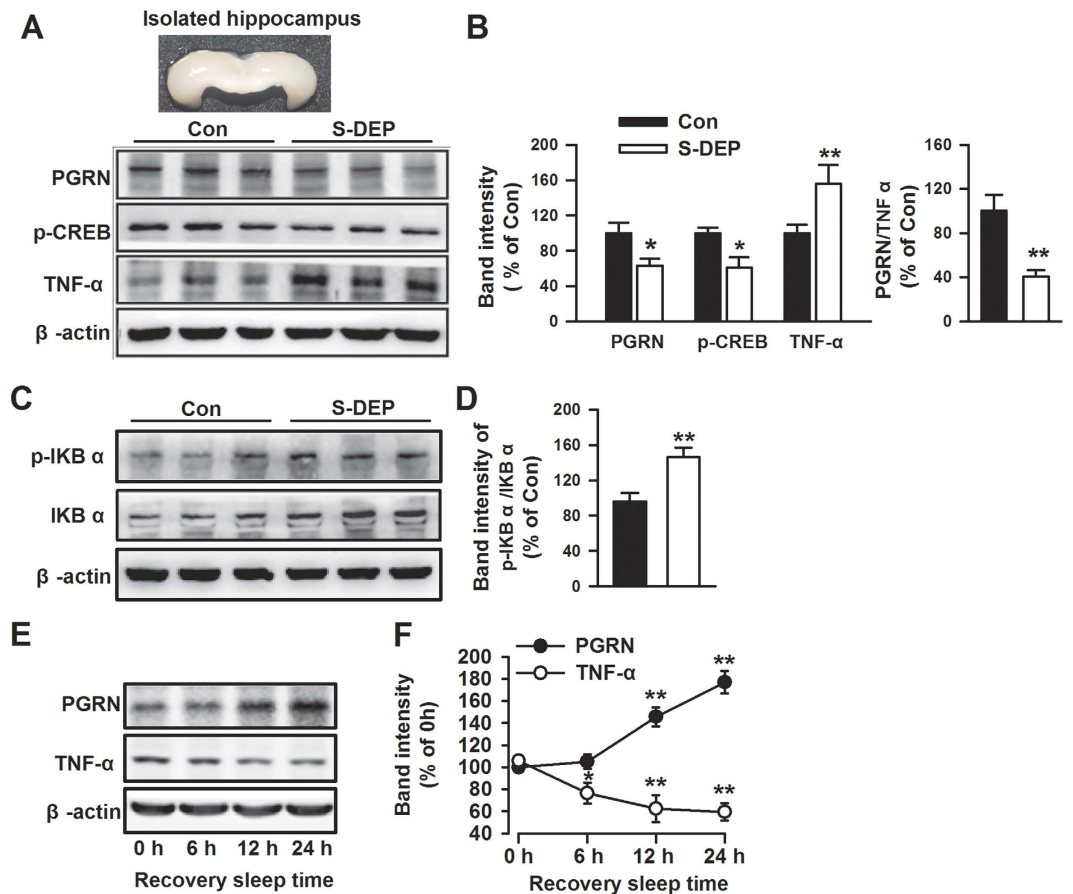 A
Isolated hippocampus
Con S-DEP
PGRN
p-CREB
TNF-α
β -actin
B
Con
S-DEP
Band intensity
( % of Con)
200
160
120
80
40
0
* * **
PGRN p-CREB TNF-α
PGRN/TNF α
(% of Con)
160
120
80
40
0
**
C
Con S-DEP
p-IKB α
IKB α
β -actin
D
Band intensity of
p-IKB α /IKB α
(% of Con)
200
160
120
80
40
0
**
E
PGRN
TNF-α
β -actin
0 h 6 h 12 h 24 h
Recovery sleep time
F
PGRN
TNF-α
Band intensity
(% of 0h)
200
180
160
140
120
100
80
60
40
** **
* ** **
0 h 6 h 12 h 24 h
Recovery sleep time